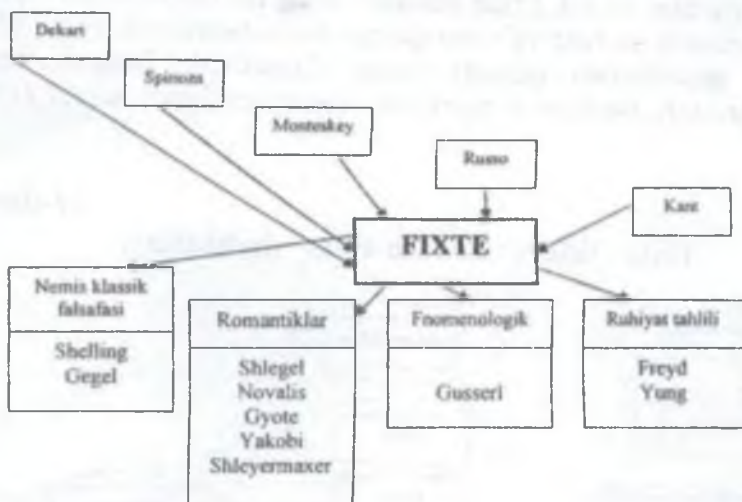 Dekart
Spinoza
Monteskey
Russo
Kant
FIXTE
Nemis klassik
falsafasi
Shelling
Gegel
Romantiklar
Shlegel
Novalis
Gyote
Yakobi
Shleyermaxer
Fnomenologik
Gusserl
Ruhiyat tahlili
Freyd
Yung